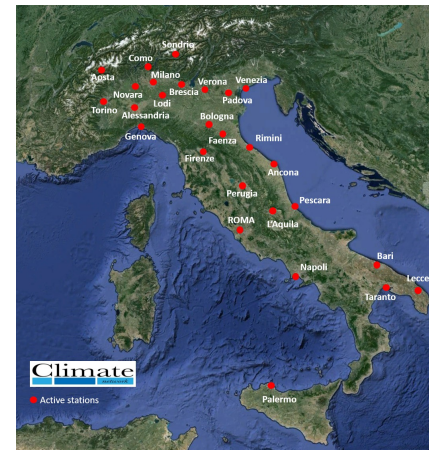 Sondrio
Como
Aosta
Milano
Verona
Venezia
Novara
Brescia
Padova
Torino
Lodi
Alessandria
Bologna
Genova
Faenza
Rimini
Firenze
Ancona
Perugia
Pescara
ROMA
L'Aquila
Bari
Napoli
Lecce
Taranto
Climate
network
Active stations
Palermo